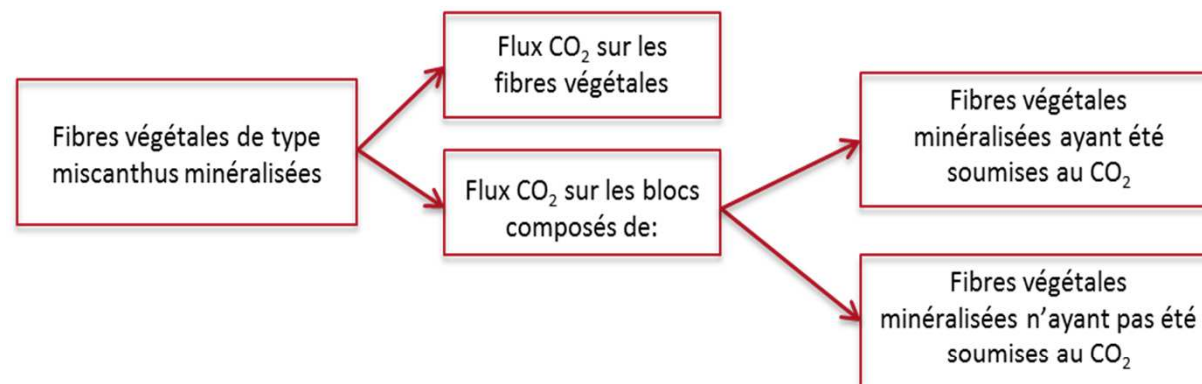 Fibres végétales de type
miscanthus minéralisées
Flux CO₂ sur les
fibres végétales
Flux CO₂ sur les blocs
composés de:
Fibres végétales
minéralisées ayant été
soumises au CO₂
Fibres végétales
minéralisées n’ayant pas été
soumises au CO₂